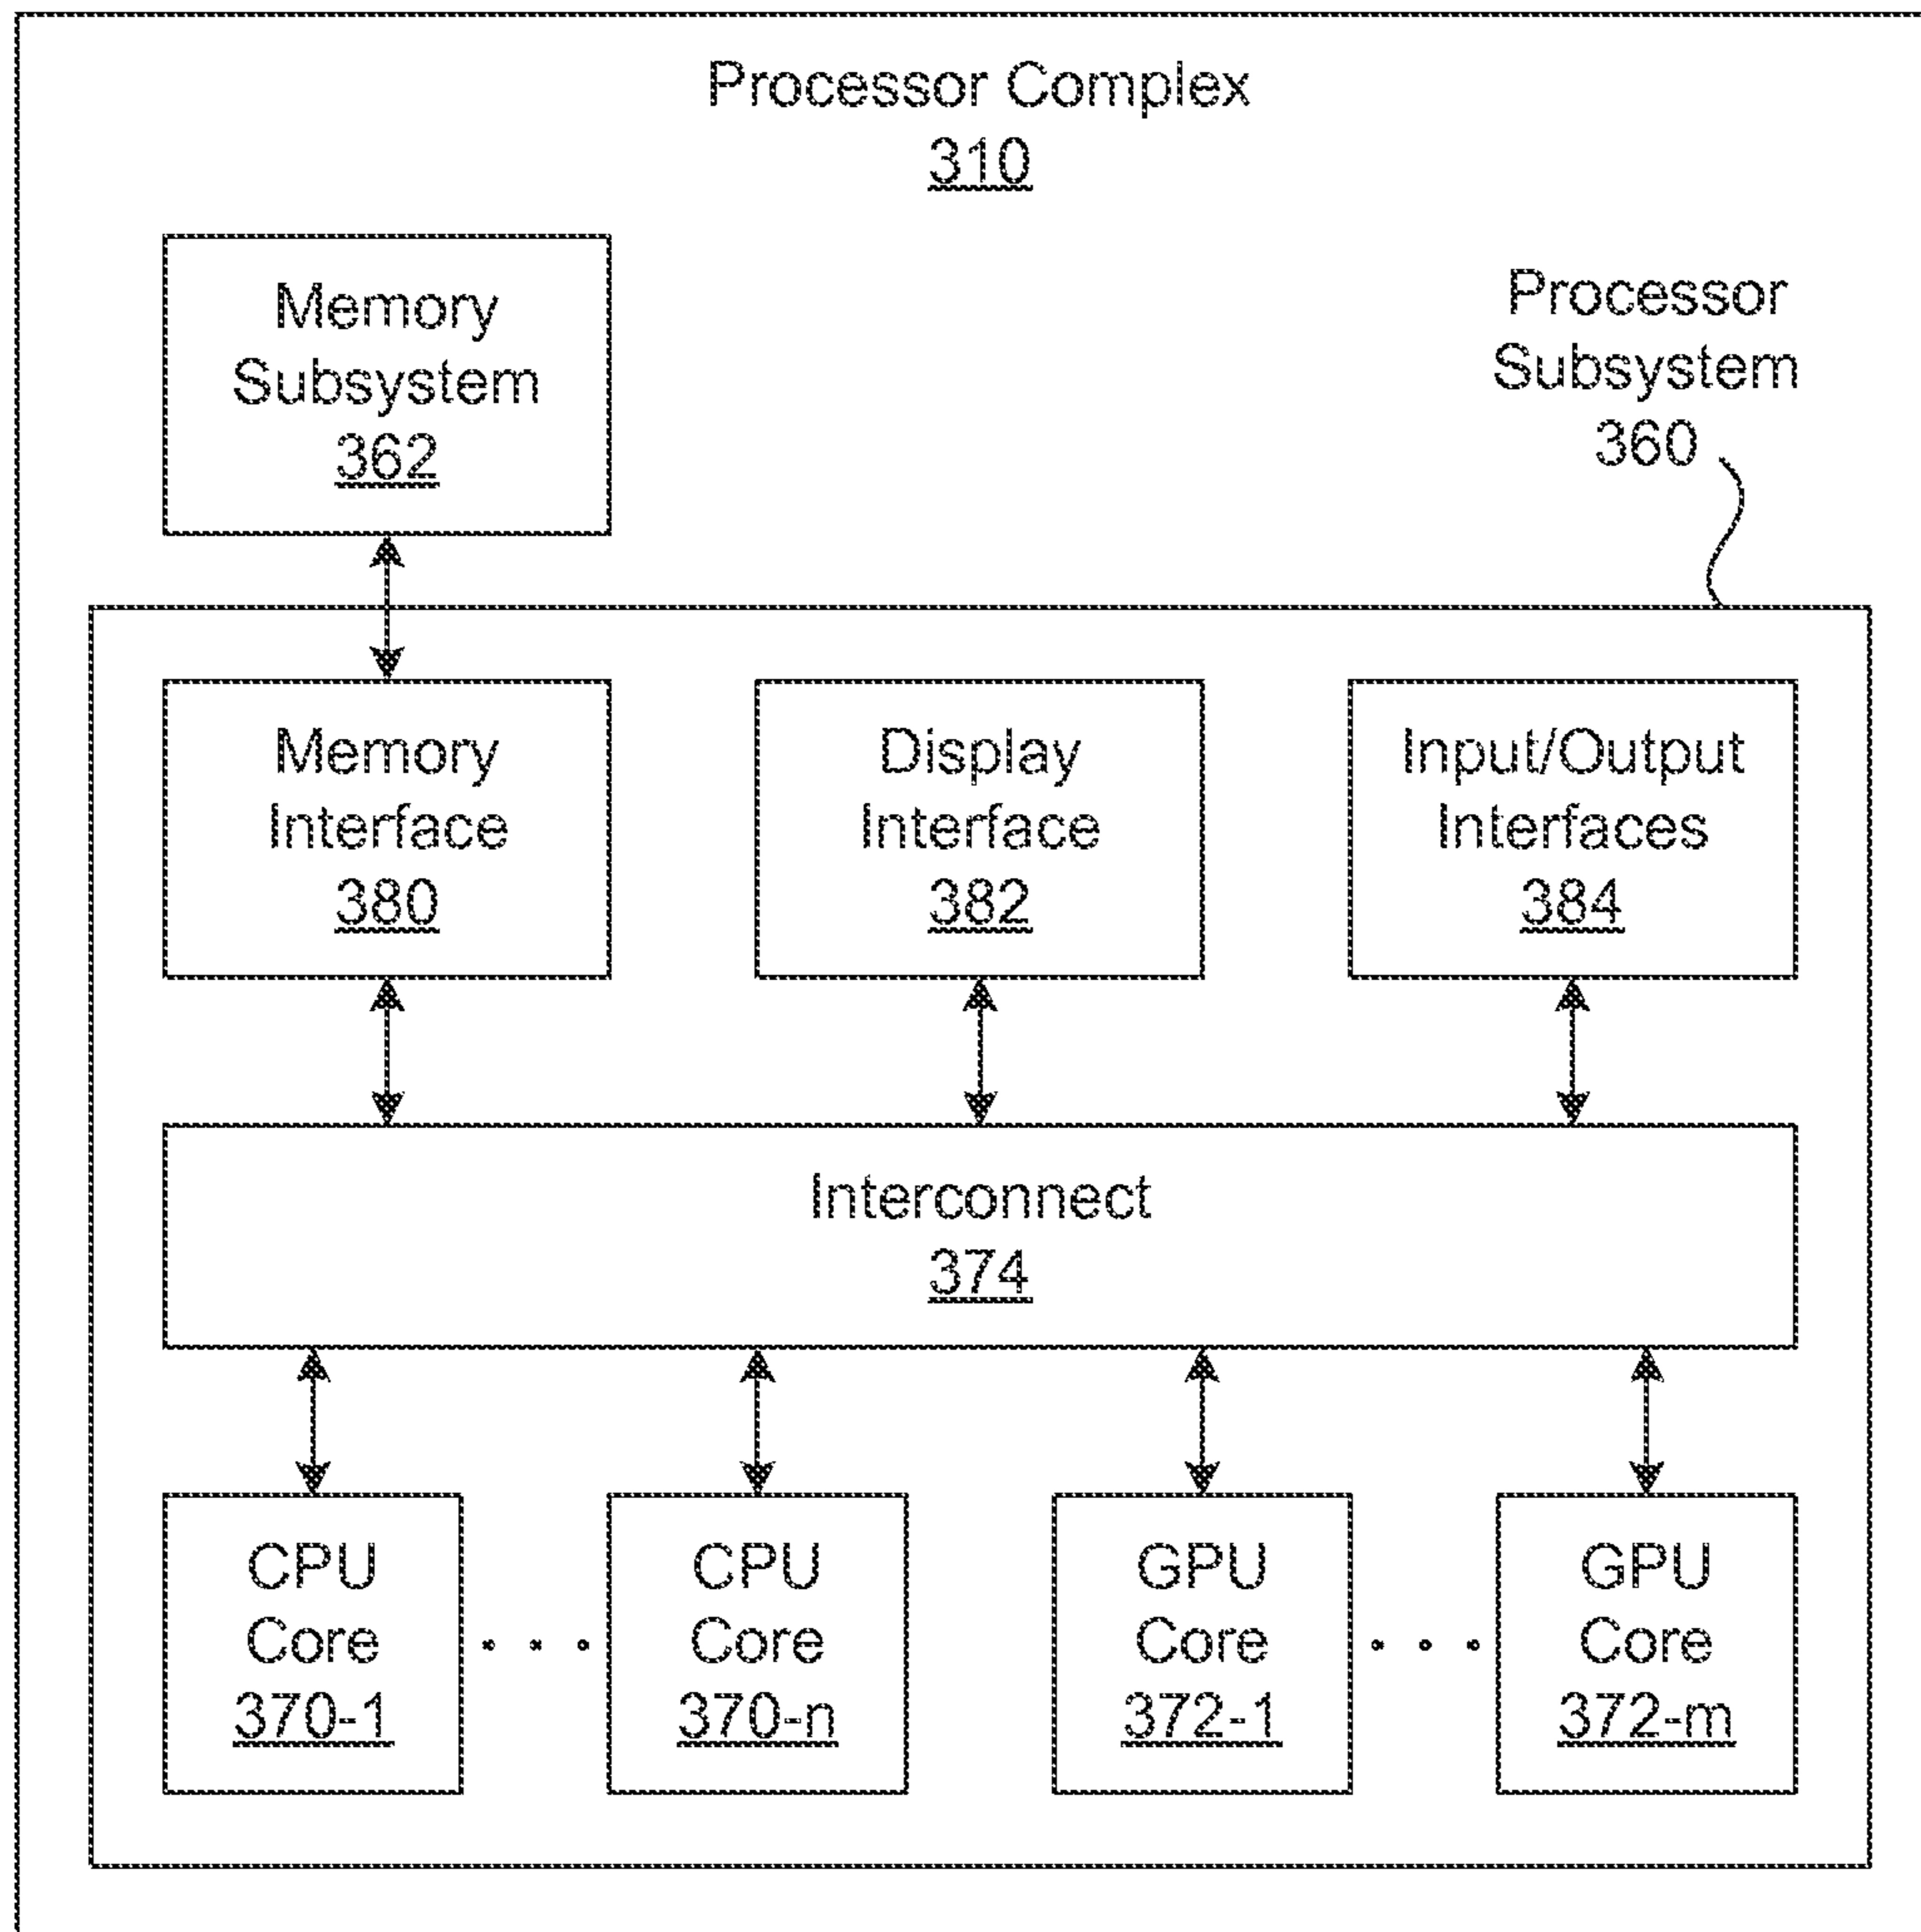 Processor Complex
310
Memory
Subsystem
362
Processor
Subsystem
360
Memory
Interface
380
Display
Interface
382
Input/Output
Interfaces
384
Interconnect
374
CPU
Core
370-1
. . .
CPU
Core
370-n
GPU
Core
372-1
. . .
GPU
Core
372-m